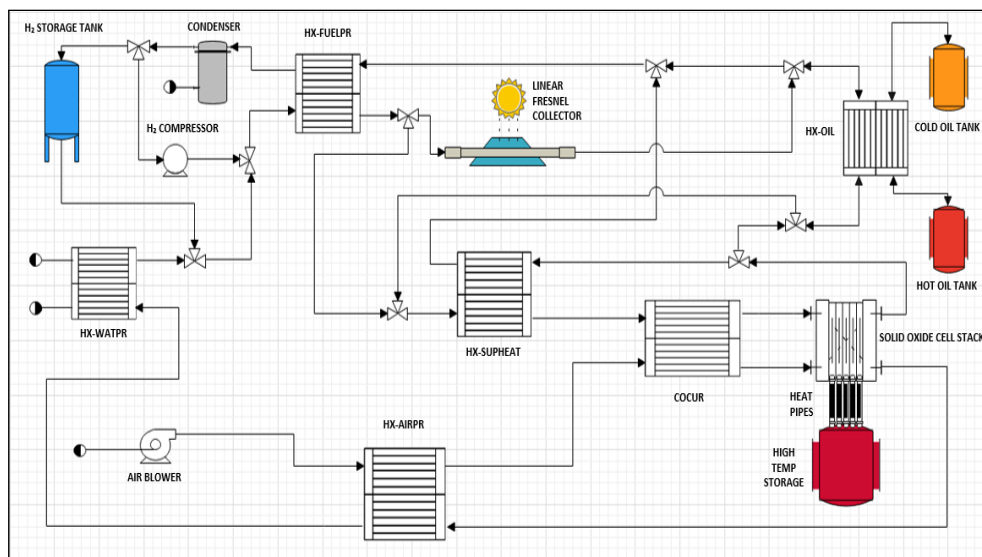 H₂ STORAGE TANK
CONDENSER
HX-FUELPR
LINEAR
FRESNEL
COLLECTOR
HX-OIL
COLD OIL TANK
H₂ COMPRESSOR
HOT OIL TANK
HX-WATPR
HX-SUPHEAT
SOLID OXIDE CELL STACK
COCUR
HEAT
PIPES
HX-AIRPR
AIR BLOWER
HIGH
TEMP
STORAGE